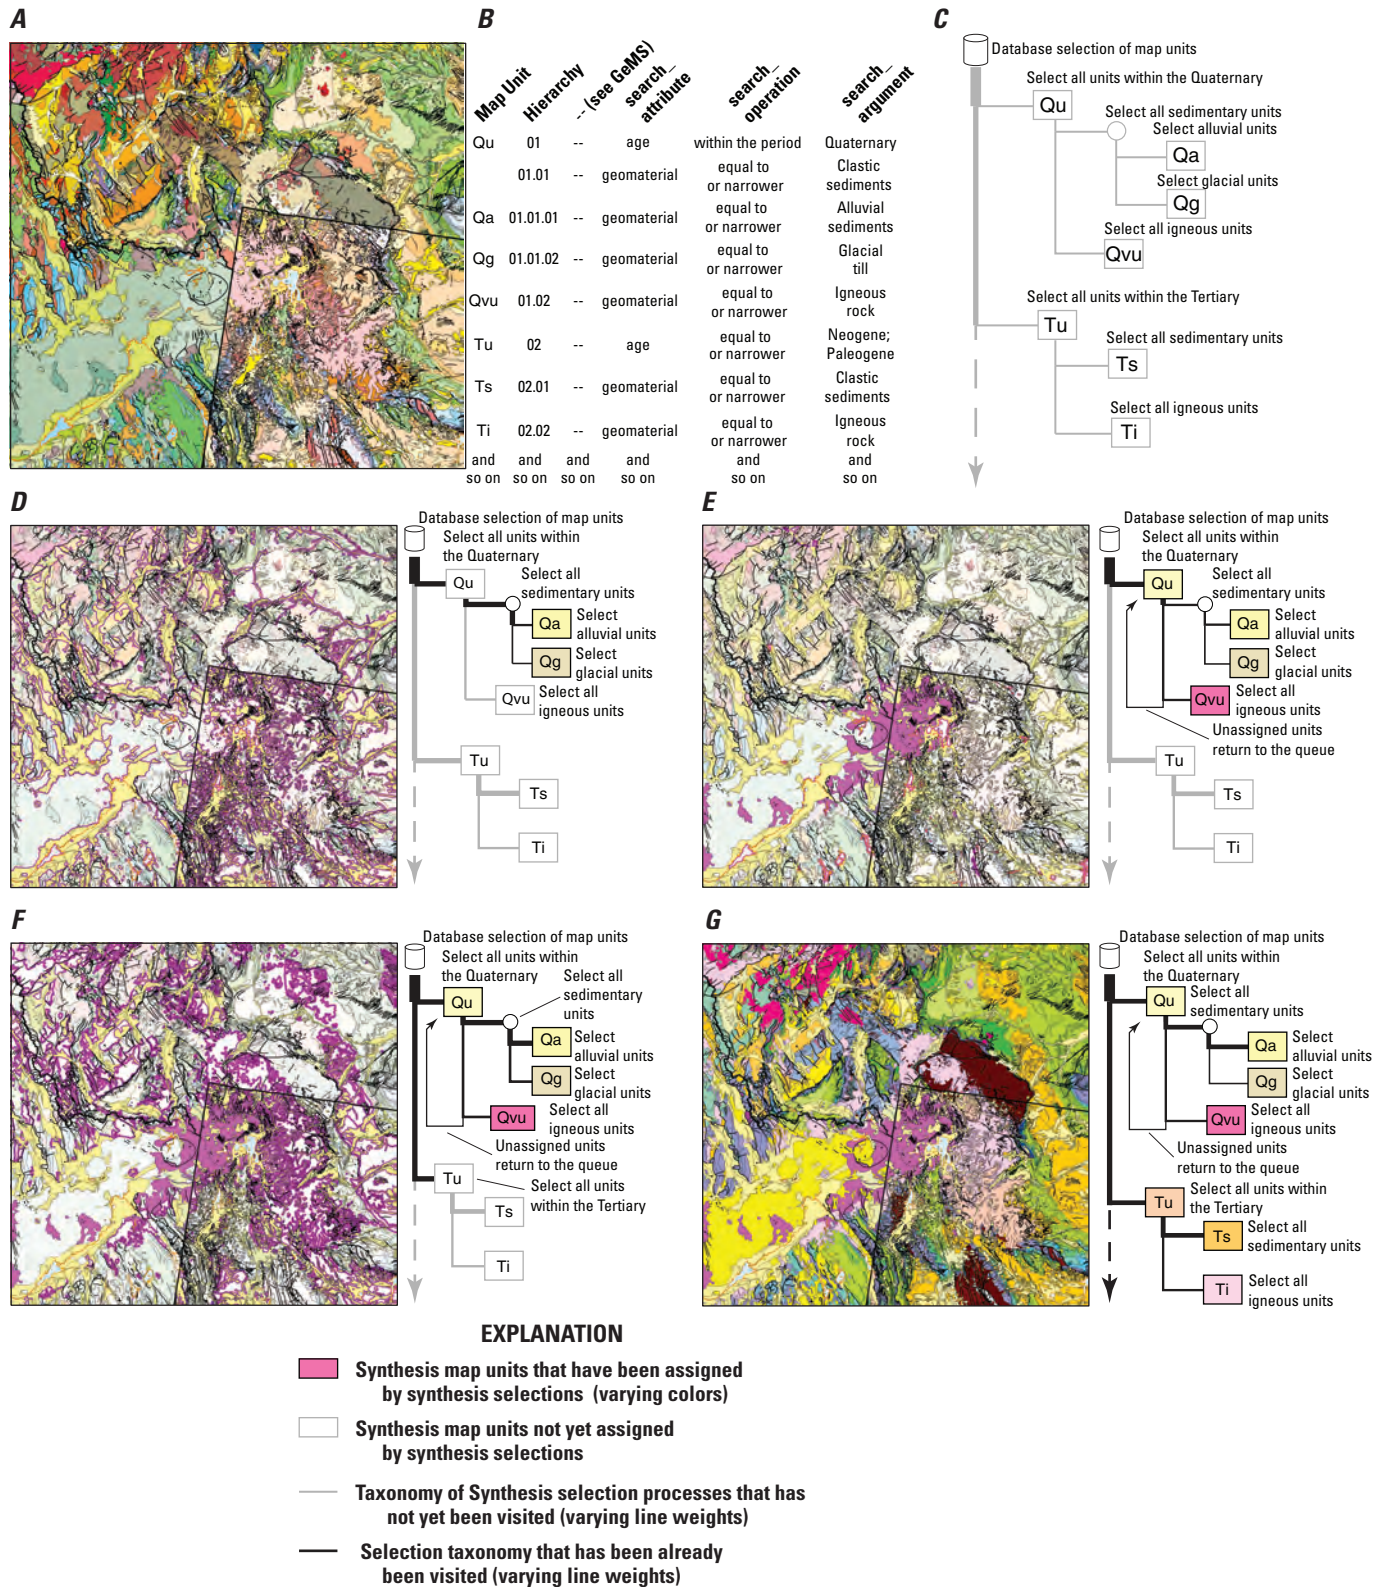 A
B
C
Map Unit
Hierarchy
-- (see GeMS)
search_
attribute
search_
operation
search_
argument
Qu 01 -- age within the period Quaternary
01.01 -- geomaterial equal to
or narrower Clastic
sediments
Qa 01.01.01 -- geomaterial equal to
or narrower Alluvial
sediments
Qg 01.01.02 -- geomaterial equal to
or narrower Glacial
till
Qvu 01.02 -- geomaterial equal to
or narrower Igneous
rock
Tu 02 -- age equal to
or narrower Neogene;
Paleogene
Ts 02.01 -- geomaterial equal to
or narrower Clastic
sediments
Ti 02.02 -- geomaterial equal to
or narrower Igneous
rock
and and and and and and
so on so on so on so on so on so on
Database selection of map units
Select all units within the Quaternary
Qu
Select all sedimentary units
Select alluvial units
Qa
Select glacial units
Qg
Select all igneous units
Qvu
Select all units within the Tertiary
Tu
Select all sedimentary units
Ts
Select all igneous units
Ti
D
Database selection of map units
Select all units within
the Quaternary
Qu
Select all
sedimentary units
Qa
Select
alluvial units
Qg
Select
glacial units
Qvu
Select all
igneous units
Tu
Ts
Ti
E
Database selection of map units
Select all units within
the Quaternary
Qu
Select all
sedimentary units
Qa
Select
alluvial units
Qg
Select
glacial units
Qvu
Select all
igneous units
Unassigned units
return to the queue
Tu
Ts
Ti
F
Database selection of map units
Select all units within
the Quaternary
Qu
Select all
sedimentary
units
Qa
Select
alluvial units
Qg
Select
glacial units
Qvu
Select all
igneous units
Unassigned units
return to the queue
Tu
Select all units
within the Tertiary
Ts
Ti
G
Database selection of map units
Select all units within
the Quaternary
Qu
Select all
sedimentary units
Qa
Select
alluvial units
Qg
Select
glacial units
Qvu
Select all
igneous units
Unassigned units
return to the queue
Tu
Select all units within
the Tertiary
Ts
Select all
sedimentary units
Ti
Select all
igneous units
EXPLANATION
Synthesis map units that have been assigned
by synthesis selections (varying colors)
Synthesis map units not yet assigned
by synthesis selections
Taxonomy of Synthesis selection processes that has
not yet been visited (varying line weights)
Selection taxonomy that has been already
been visited (varying line weights)